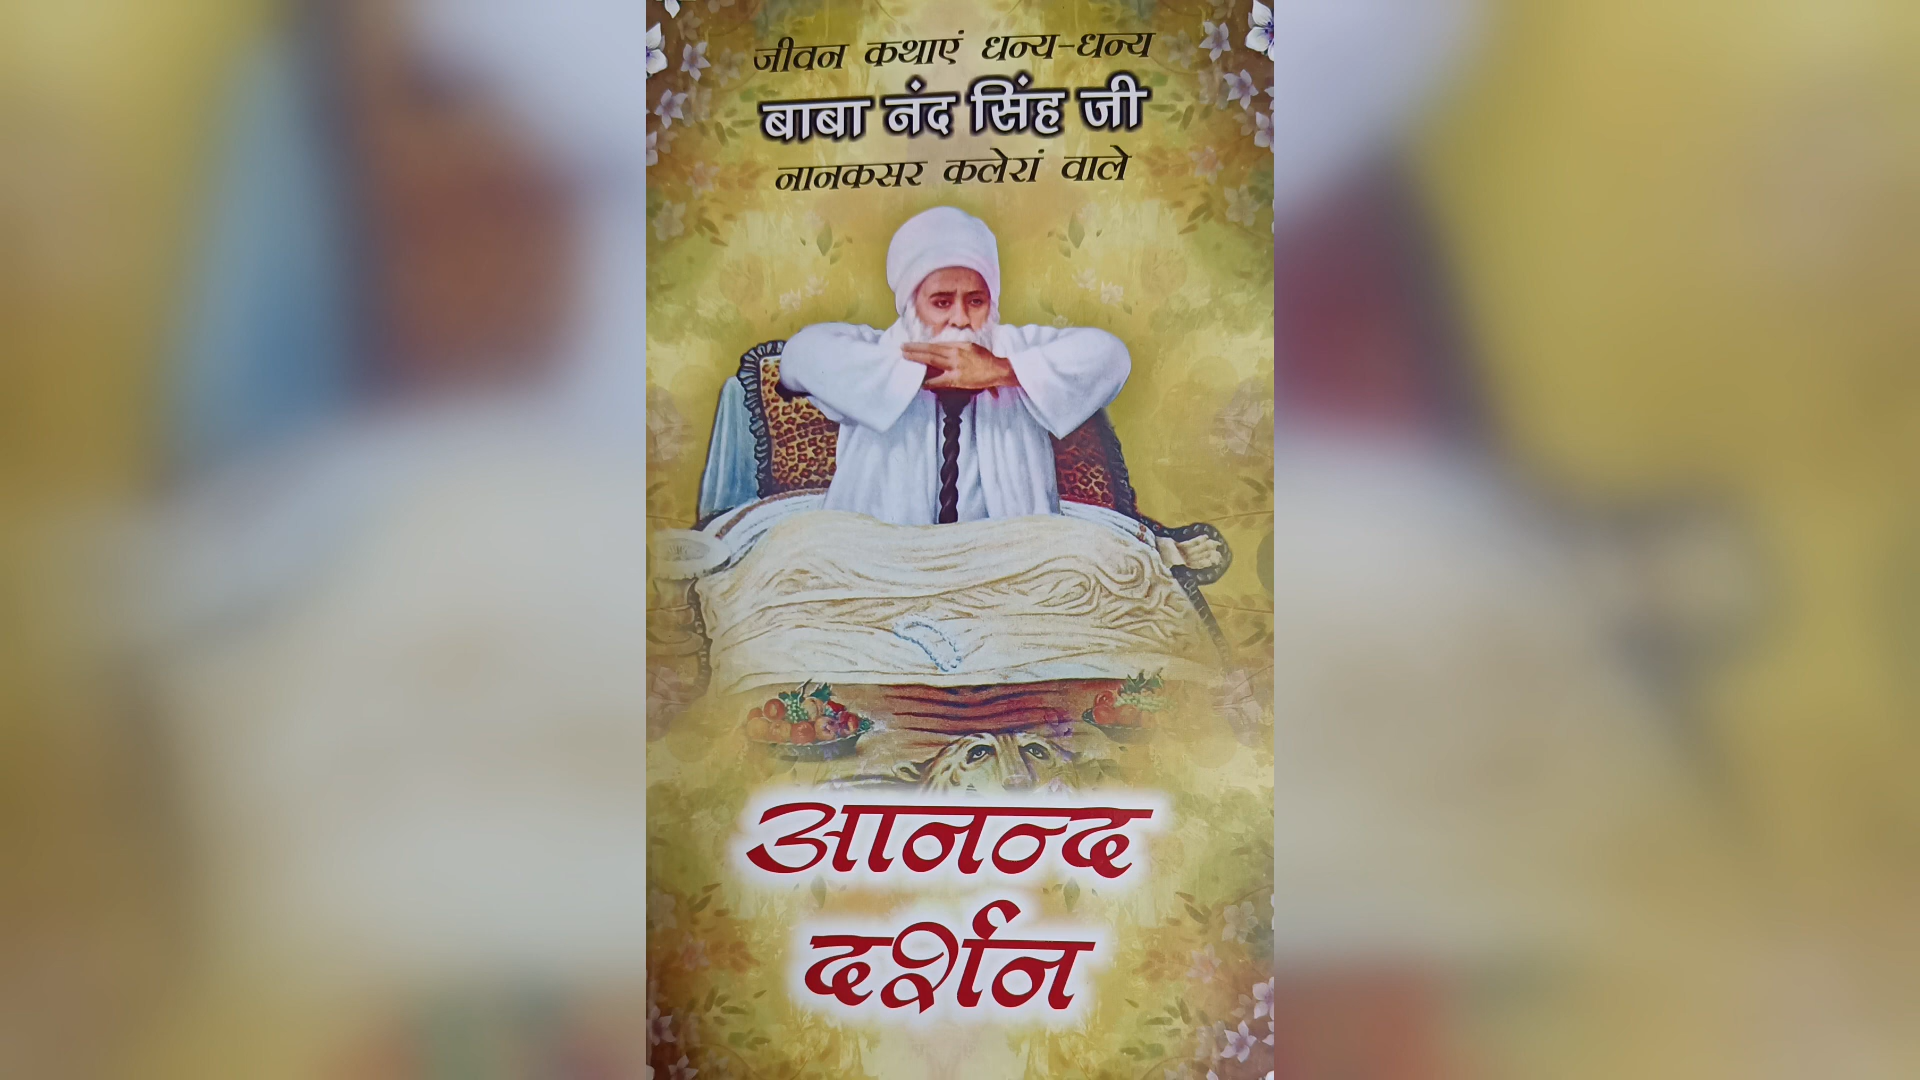 जीवन कथाएं धन्य-धन्य
बाबा नंद सिंह जी
नानकसर कलेरां वाले
आनन्द
दर्शन